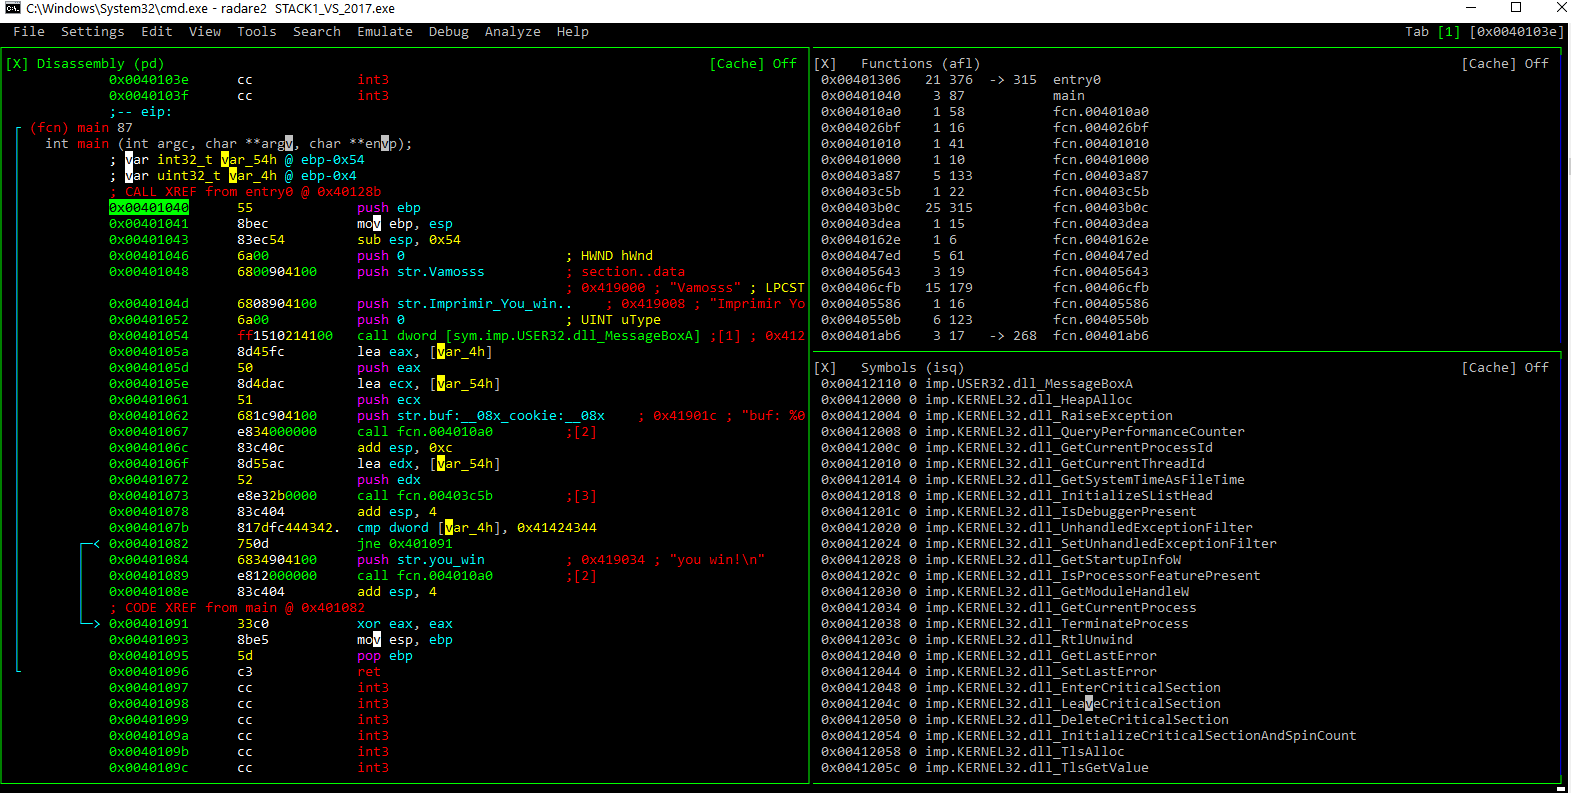 C:\Windows\System32\cmd.exe - radare2 STACK1_VS_2017.exe
File Settings Edit View Tools Search Emulate Debug Analyze Help Tab [1] [0x0040103e]
[X] Disassembly (pd) [Cache] Off
0x0040103e cc int3
0x0040103f cc int3
;-- eip:
(fcn) main 87
int main (int argc, char **argv, char **envp);
; var int32_t var_54h @ ebp-0x54
; var uint32_t var_4h @ ebp-0x4
; CALL XREF from entry0 @ 0x40128b
0x00401040 55 push ebp
0x00401041 8bec mov ebp, esp
0x00401043 83ec54 sub esp, 0x54
0x00401046 6a00 push 0 ; HWND hWnd
0x00401048 6800904100 push str.Vamosss ; section..data
; 0x419000 ; "Vamosss" ; LPCST
0x0040104d 6808904100 push str.Imprimir_You_win.. ; 0x419008 ; "Imprimir Yo
0x00401052 6a00 push 0 ; UINT uType
0x00401054 ff1510214100 call dword [sym.imp.USER32.dll_MessageBoxA] ;[1] ; 0x412
0x0040105a 8d45fc lea eax, [var_4h]
0x0040105d 50 push eax
0x0040105e 8d4dac lea ecx, [var_54h]
0x00401061 51 push ecx
0x00401062 681c904100 push str.buf:__08x_cookie:__08x ; 0x41901c ; "buf: %0
0x00401067 e834000000 call fcn.004010a0 ;[2]
0x0040106c 83c40c add esp, 0xc
0x0040106f 8d55ac lea edx, [var_54h]
0x00401072 52 push edx
0x00401073 e8e32b0000 call fcn.00403c5b ;[3]
0x00401078 83c404 add esp, 4
0x0040107b 817dfc444342. cmp dword [var_4h], 0x41424344
< 0x00401082 750d jne 0x401091
0x00401084 6834904100 push str.you_win ; 0x419034 ; "you win!\n"
0x00401089 e812000000 call fcn.004010a0 ;[2]
0x0040108e 83c404 add esp, 4
; CODE XREF from main @ 0x401082
> 0x00401091 33c0 xor eax, eax
0x00401093 8be5 mov esp, ebp
0x00401095 5d pop ebp
0x00401096 c3 ret
0x00401097 cc int3
0x00401098 cc int3
0x00401099 cc int3
0x0040109a cc int3
0x0040109b cc int3
0x0040109c cc int3
[X] Functions (afl) [Cache] Off
0x00401306 21 376 -> 315 entry0
0x00401040 3 87 main
0x004010a0 1 58 fcn.004010a0
0x004026bf 1 16 fcn.004026bf
0x00401010 1 41 fcn.00401010
0x00401000 1 10 fcn.00401000
0x00403a87 5 133 fcn.00403a87
0x00403c5b 1 22 fcn.00403c5b
0x00403b0c 25 315 fcn.00403b0c
0x00403dea 1 15 fcn.00403dea
0x0040162e 1 6 fcn.0040162e
0x004047ed 5 61 fcn.004047ed
0x00405643 3 19 fcn.00405643
0x00406cfb 15 179 fcn.00406cfb
0x00405586 1 16 fcn.00405586
0x0040550b 6 123 fcn.0040550b
0x00401ab6 3 17 -> 268 fcn.00401ab6
[X] Symbols (isq) [Cache] Off
0x00412110 0 imp.USER32.dll_MessageBoxA
0x00412000 0 imp.KERNEL32.dll_HeapAlloc
0x00412004 0 imp.KERNEL32.dll_RaiseException
0x00412008 0 imp.KERNEL32.dll_QueryPerformanceCounter
0x0041200c 0 imp.KERNEL32.dll_GetCurrentProcessId
0x00412010 0 imp.KERNEL32.dll_GetCurrentThreadId
0x00412014 0 imp.KERNEL32.dll_GetSystemTimeAsFileTime
0x00412018 0 imp.KERNEL32.dll_InitializeSListHead
0x0041201c 0 imp.KERNEL32.dll_IsDebuggerPresent
0x00412020 0 imp.KERNEL32.dll_UnhandledExceptionFilter
0x00412024 0 imp.KERNEL32.dll_SetUnhandledExceptionFilter
0x00412028 0 imp.KERNEL32.dll_GetStartupInfoW
0x0041202c 0 imp.KERNEL32.dll_IsProcessorFeaturePresent
0x00412030 0 imp.KERNEL32.dll_GetModuleHandleW
0x00412034 0 imp.KERNEL32.dll_GetCurrentProcess
0x00412038 0 imp.KERNEL32.dll_TerminateProcess
0x0041203c 0 imp.KERNEL32.dll_RtlUnwind
0x00412040 0 imp.KERNEL32.dll_GetLastError
0x00412044 0 imp.KERNEL32.dll_SetLastError
0x00412048 0 imp.KERNEL32.dll_EnterCriticalSection
0x0041204c 0 imp.KERNEL32.dll_LeaveCriticalSection
0x00412050 0 imp.KERNEL32.dll_DeleteCriticalSection
0x00412054 0 imp.KERNEL32.dll_InitializeCriticalSectionAndSpinCount
0x00412058 0 imp.KERNEL32.dll_TlsAlloc
0x0041205c 0 imp.KERNEL32.dll_TlsGetValue